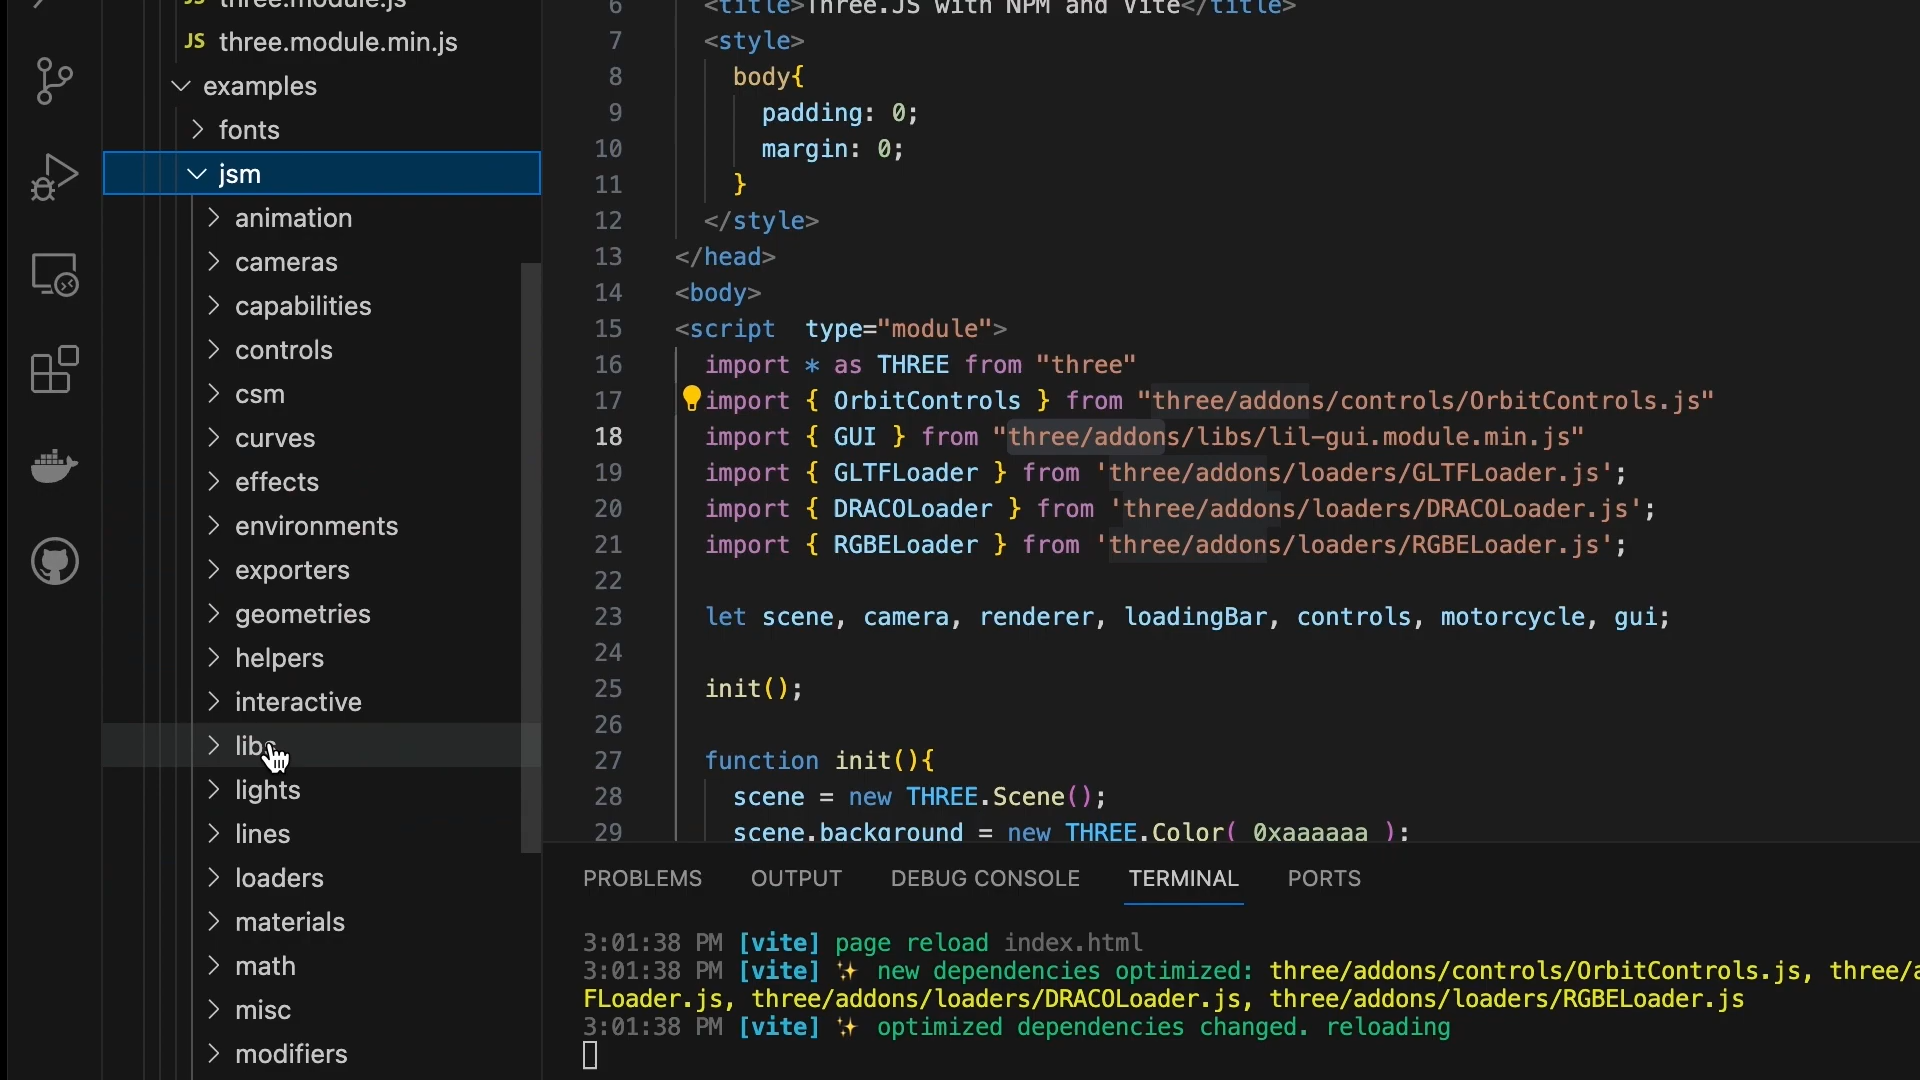 three.module.js
JS three.module.min.js
examples
fonts
jsm
animation
cameras
capabilities
controls
csm
curves
effects
environments
exporters
geometries
helpers
interactive
libs
lights
lines
loaders
materials
math
misc
modifiers
6 <title>Three.JS with NPM and Vite</title>
7 <style>
8 body{
9 padding: 0;
10 margin: 0;
11 }
12 </style>
13 </head>
14 <body>
15 <script  type="module">
16 import * as THREE from "three"
17 import { OrbitControls } from "three/addons/controls/OrbitControls.js"
18 import { GUI } from "three/addons/libs/lil-gui.module.min.js"
19 import { GLTFLoader } from 'three/addons/loaders/GLTFLoader.js';
20 import { DRACOLoader } from 'three/addons/loaders/DRACOLoader.js';
21 import { RGBELoader } from 'three/addons/loaders/RGBELoader.js';
22
23 let scene, camera, renderer, loadingBar, controls, motorcycle, gui;
24
25 init();
26
27 function init(){
28 scene = new THREE.Scene();
29 scene.background = new THREE.Color( 0xaaaaaa );
PROBLEMS OUTPUT DEBUG CONSOLE TERMINAL PORTS
3:01:38 PM [vite] page reload index.html
3:01:38 PM [vite] ✨ new dependencies optimized: three/addons/controls/OrbitControls.js, three/a
FLoader.js, three/addons/loaders/DRACOLoader.js, three/addons/loaders/RGBELoader.js
3:01:38 PM [vite] ✨ optimized dependencies changed. reloading